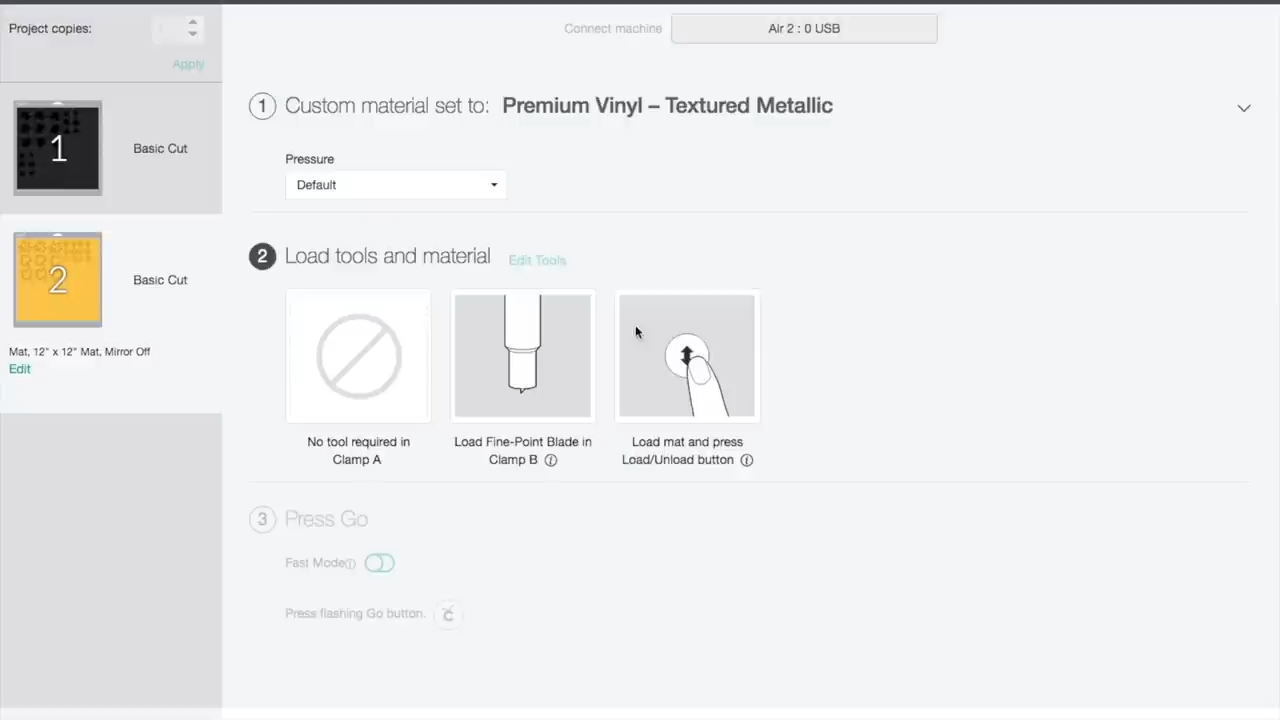 Project copies:
Connect machine
Air 2 : 0 USB
Apply
1
Basic Cut
2
Basic Cut
Mat, 12" x 12" Mat, Mirror Off
Edit
1 Custom material set to: Premium Vinyl – Textured Metallic
Pressure
Default
2 Load tools and material
Edit Tools
No tool required in
Clamp A
Load Fine-Point Blade in
Clamp B
Load mat and press
Load/Unload button
3 Press Go
Fast Mode
Press flashing Go button.